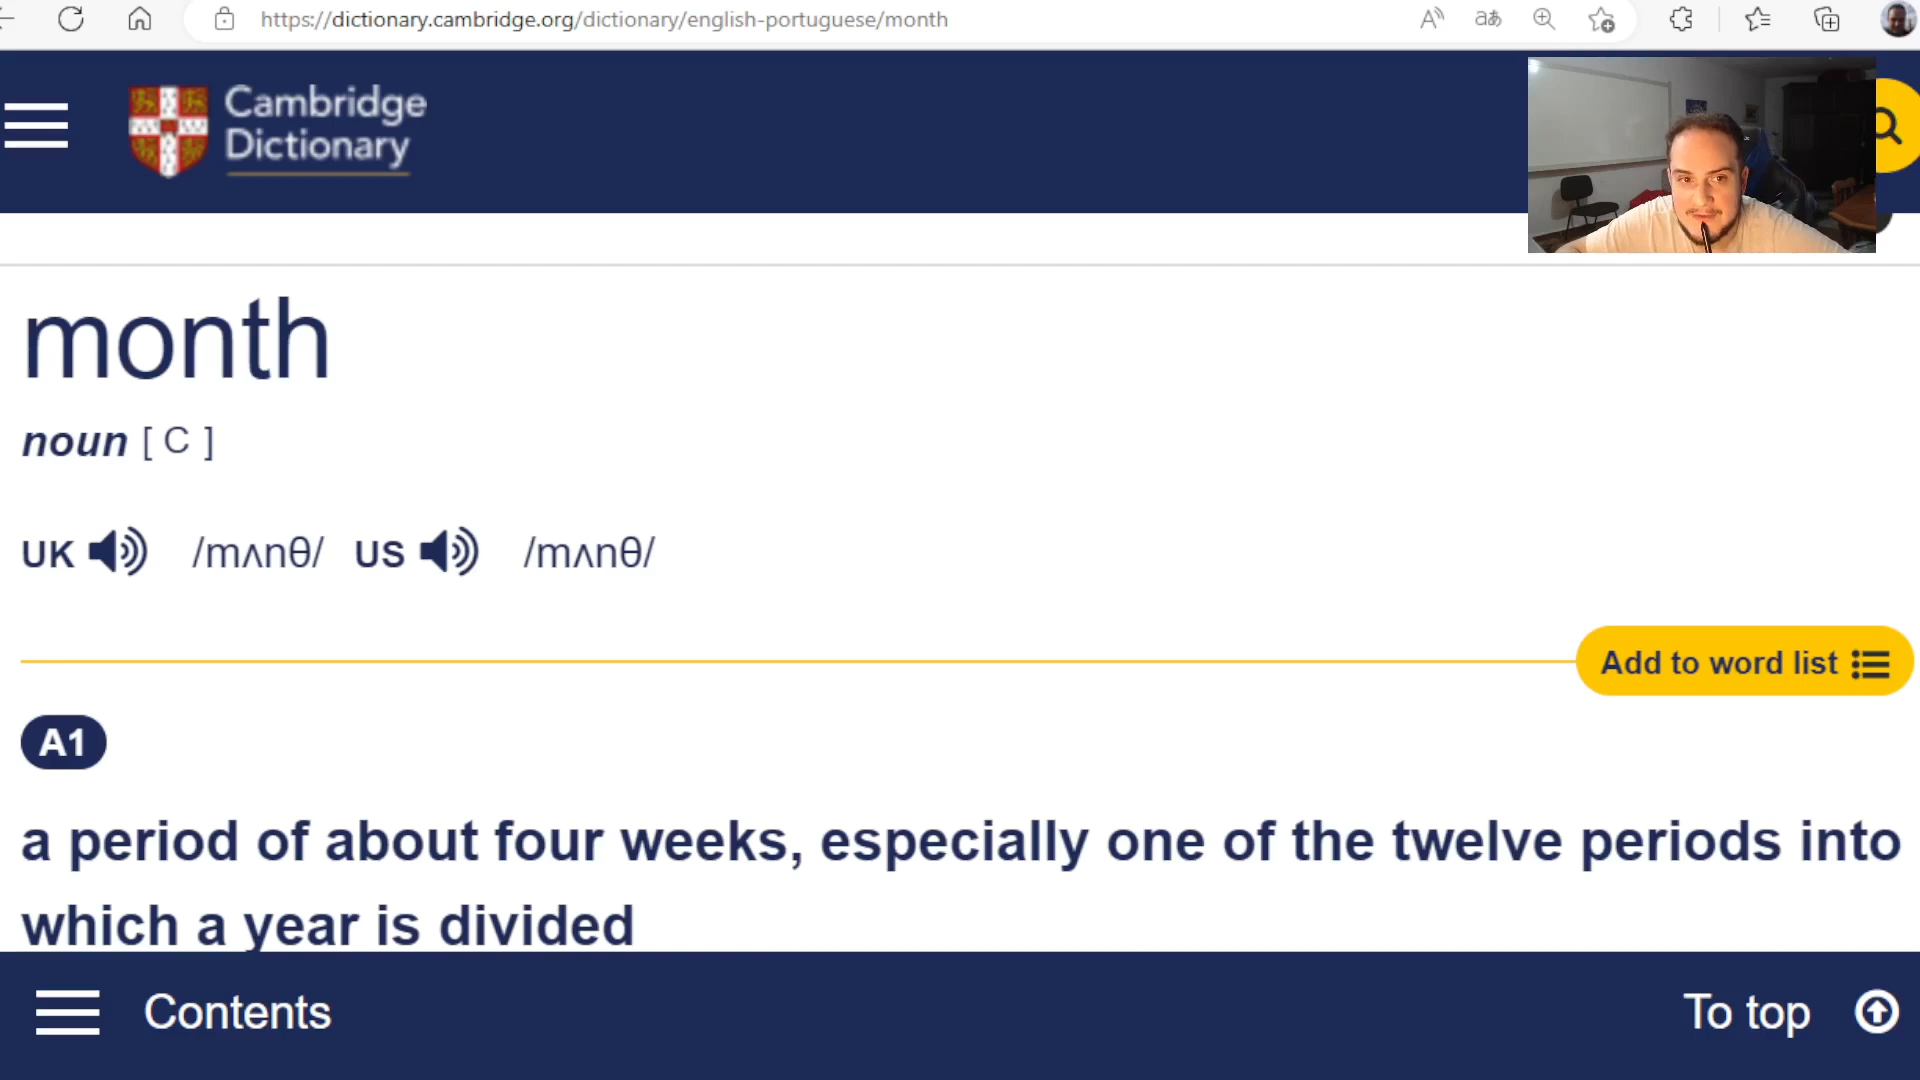 https://dictionary.cambridge.org/dictionary/english-portuguese/month
Cambridge
Dictionary
month
noun [ C ]
UK /mʌnθ/ US /mʌnθ/
Add to word list
A1
a period of about four weeks, especially one of the twelve periods into
which a year is divided
Contents
To top